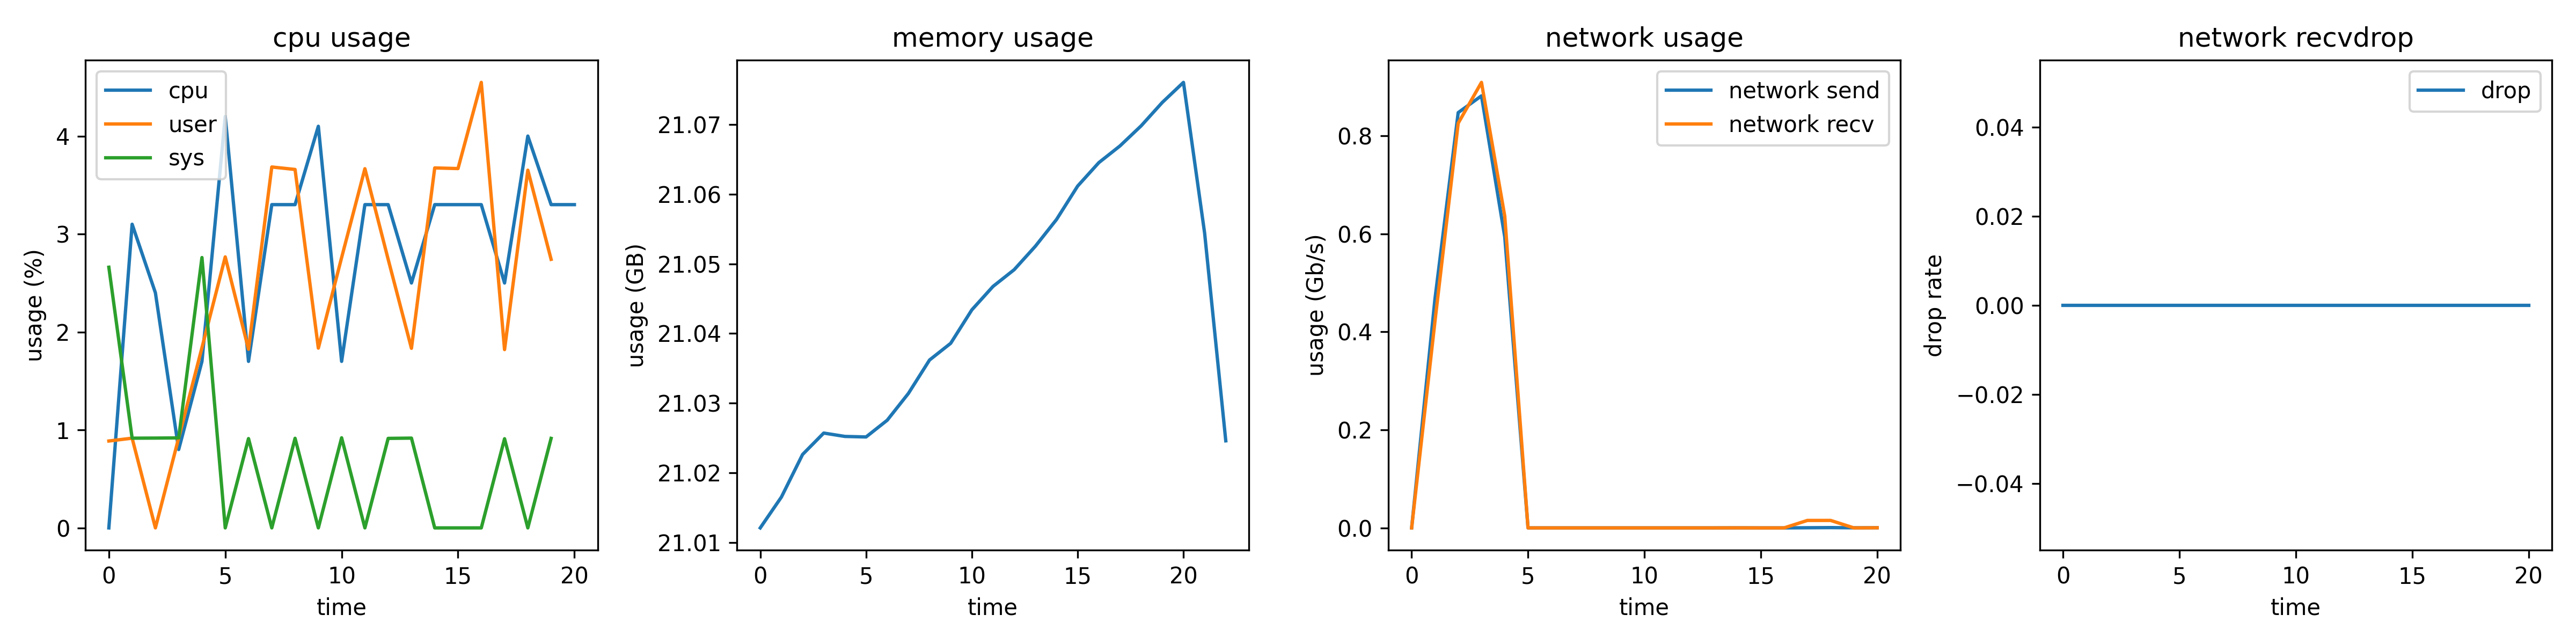 cpu usage
cpu
user
sys
4
3
2
1
0
usage (%)
0 5 10 15 20
time
memory usage
21.07
21.06
21.05
21.04
21.03
21.02
21.01
usage (GB)
0 5 10 15 20
time
network usage
network send
network recv
0.8
0.6
0.4
0.2
0.0
usage (Gb/s)
0 5 10 15 20
time
network recvdrop
drop
0.04
0.02
0.00
−0.02
−0.04
drop rate
0 5 10 15 20
time